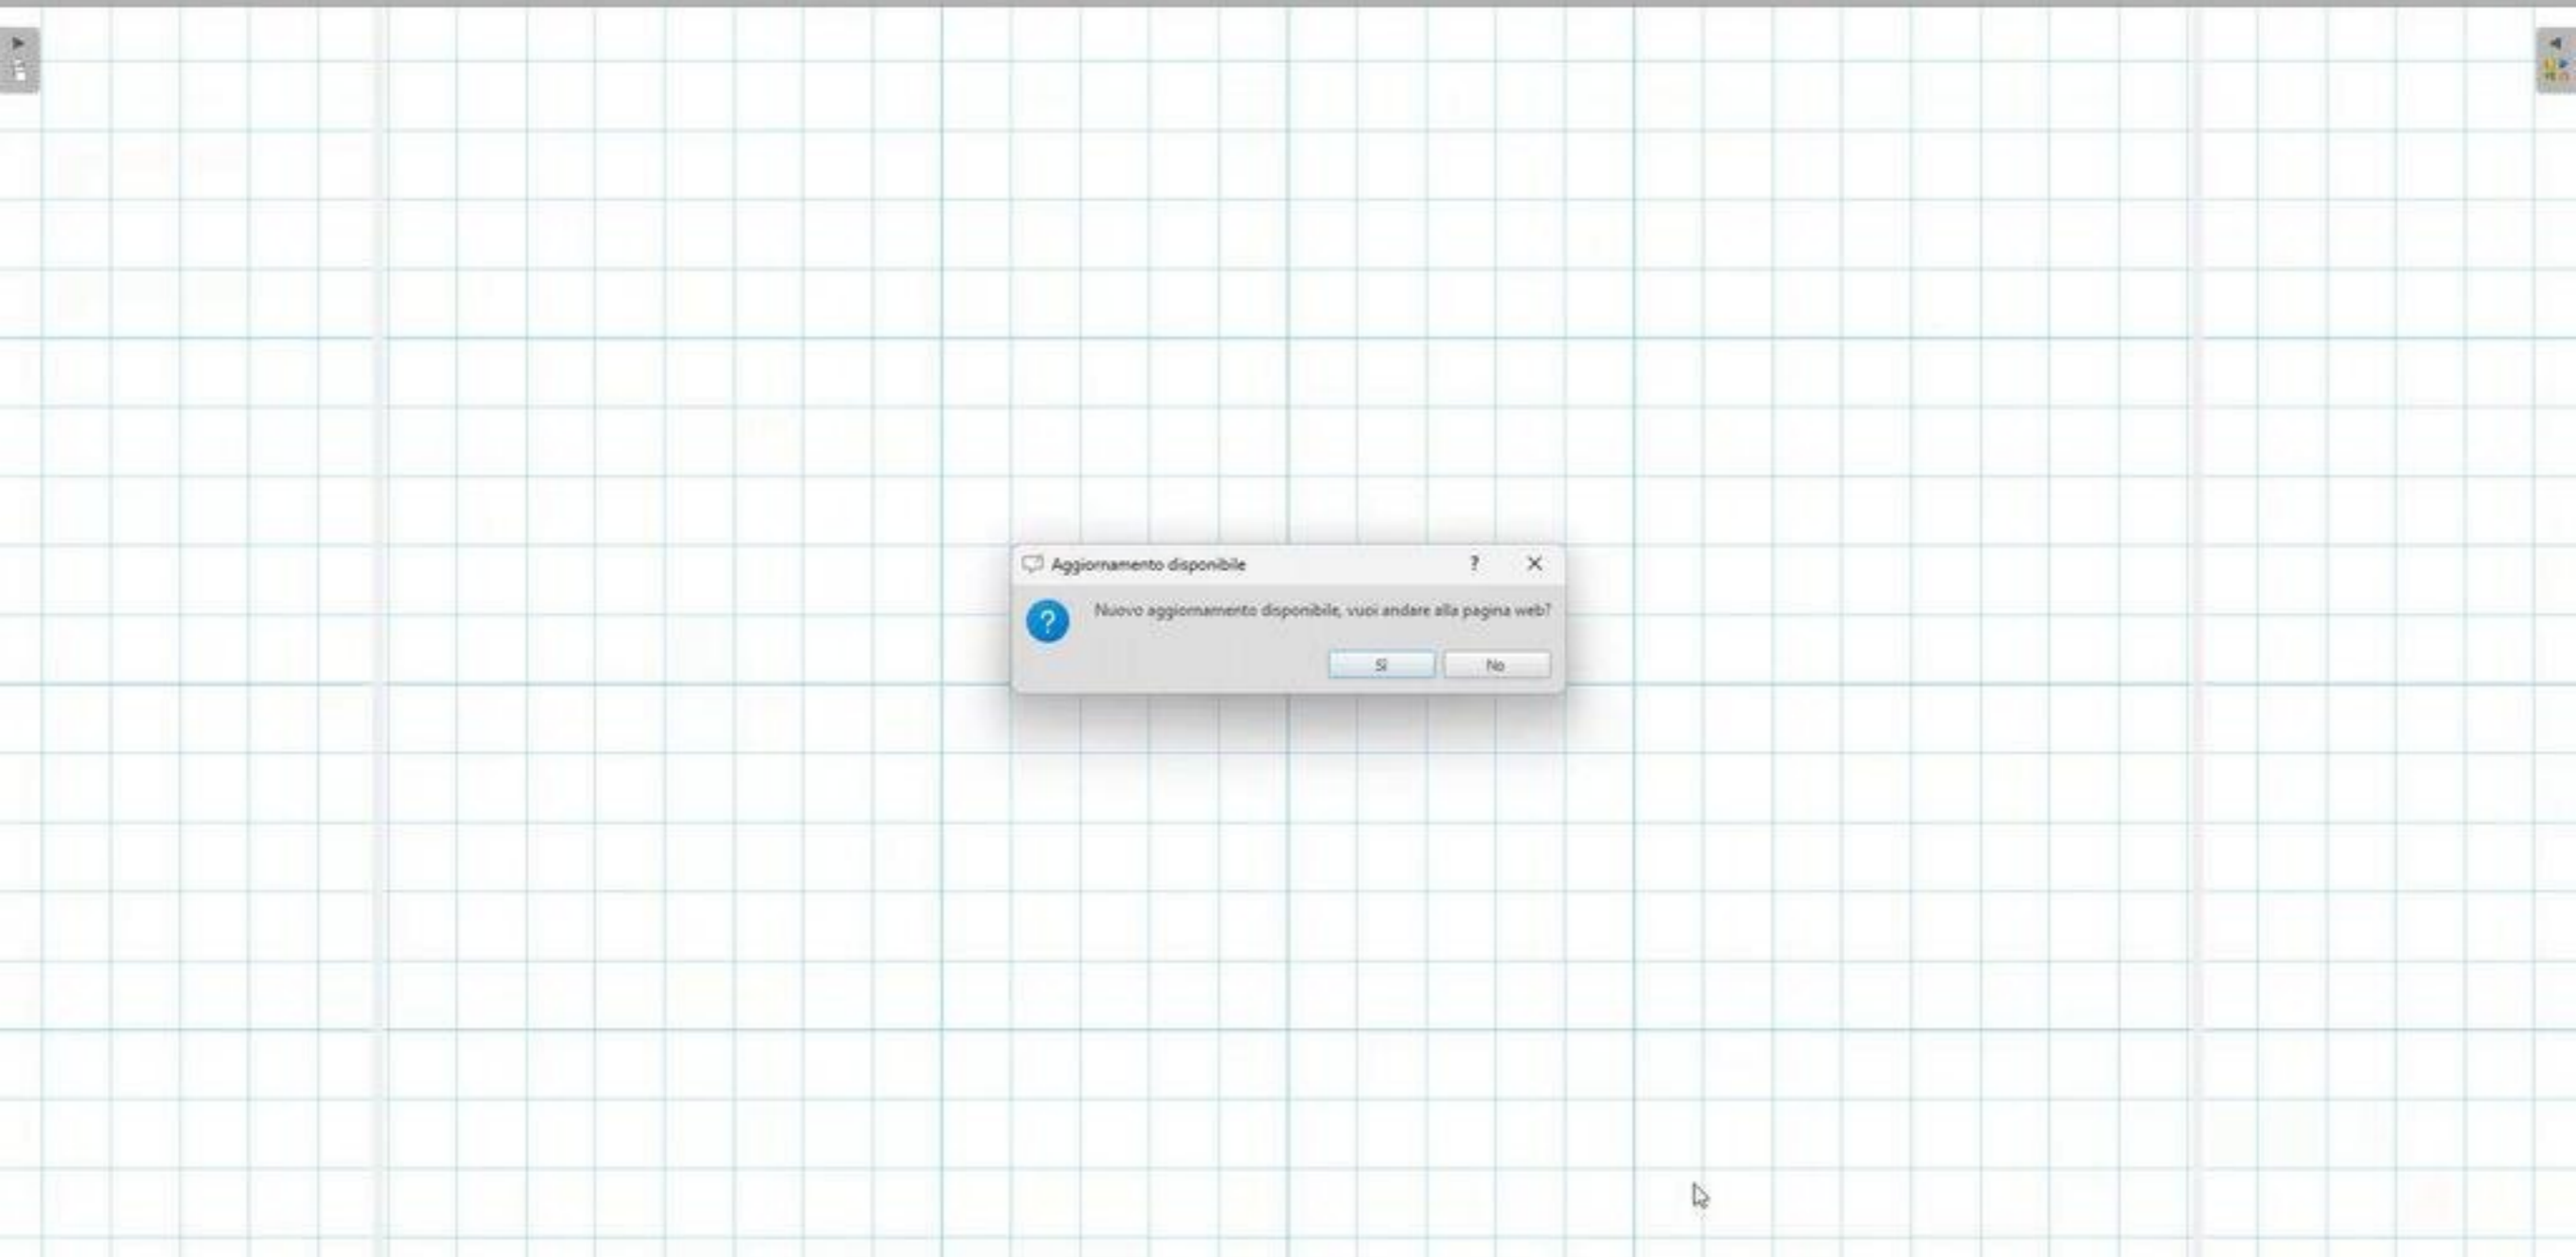 Aggiornamento disponibile
Nuovo aggiornamento disponibile, vuoi andare alla pagina web?
Sì
No